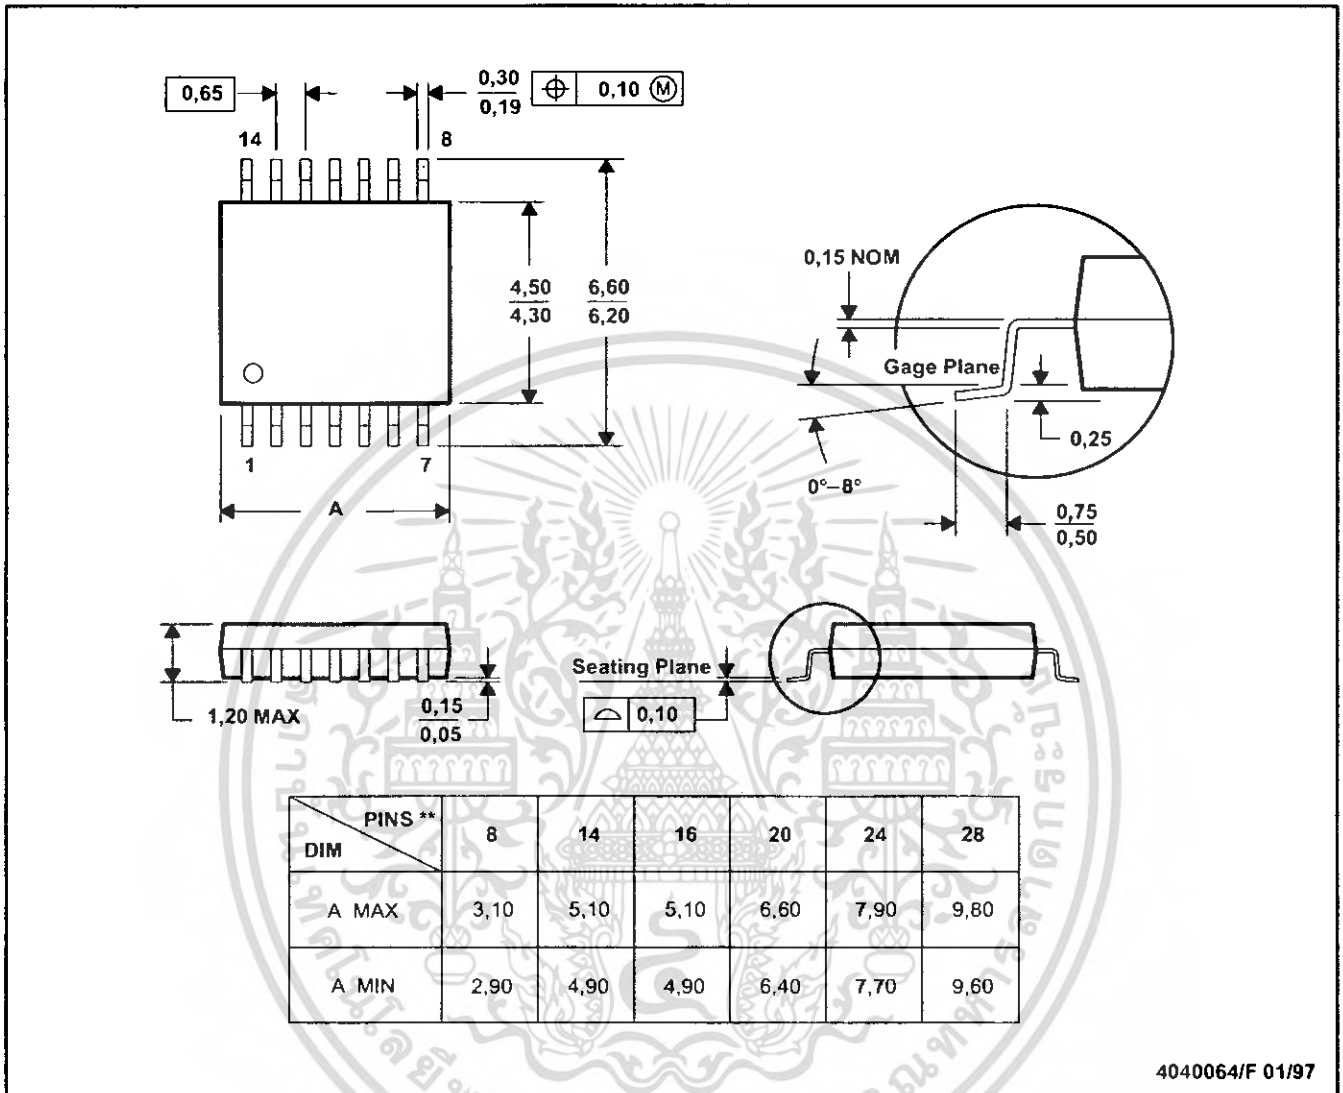 0,65
0,30
0,19
0,10 M
14
8
4,50
4,30
6,60
6,20
1
7
A
0,15 NOM
Gage Plane
0,25
0°–8°
0,75
0,50
1,20 MAX
0,15
0,05
Seating Plane
0,10
PINS ** 8 14 16 20 24 28
DIM
A MAX 3,10 5,10 5,10 6,60 7,90 9,80
A MIN 2,90 4,90 4,90 6,40 7,70 9,60
4040064/F 01/97